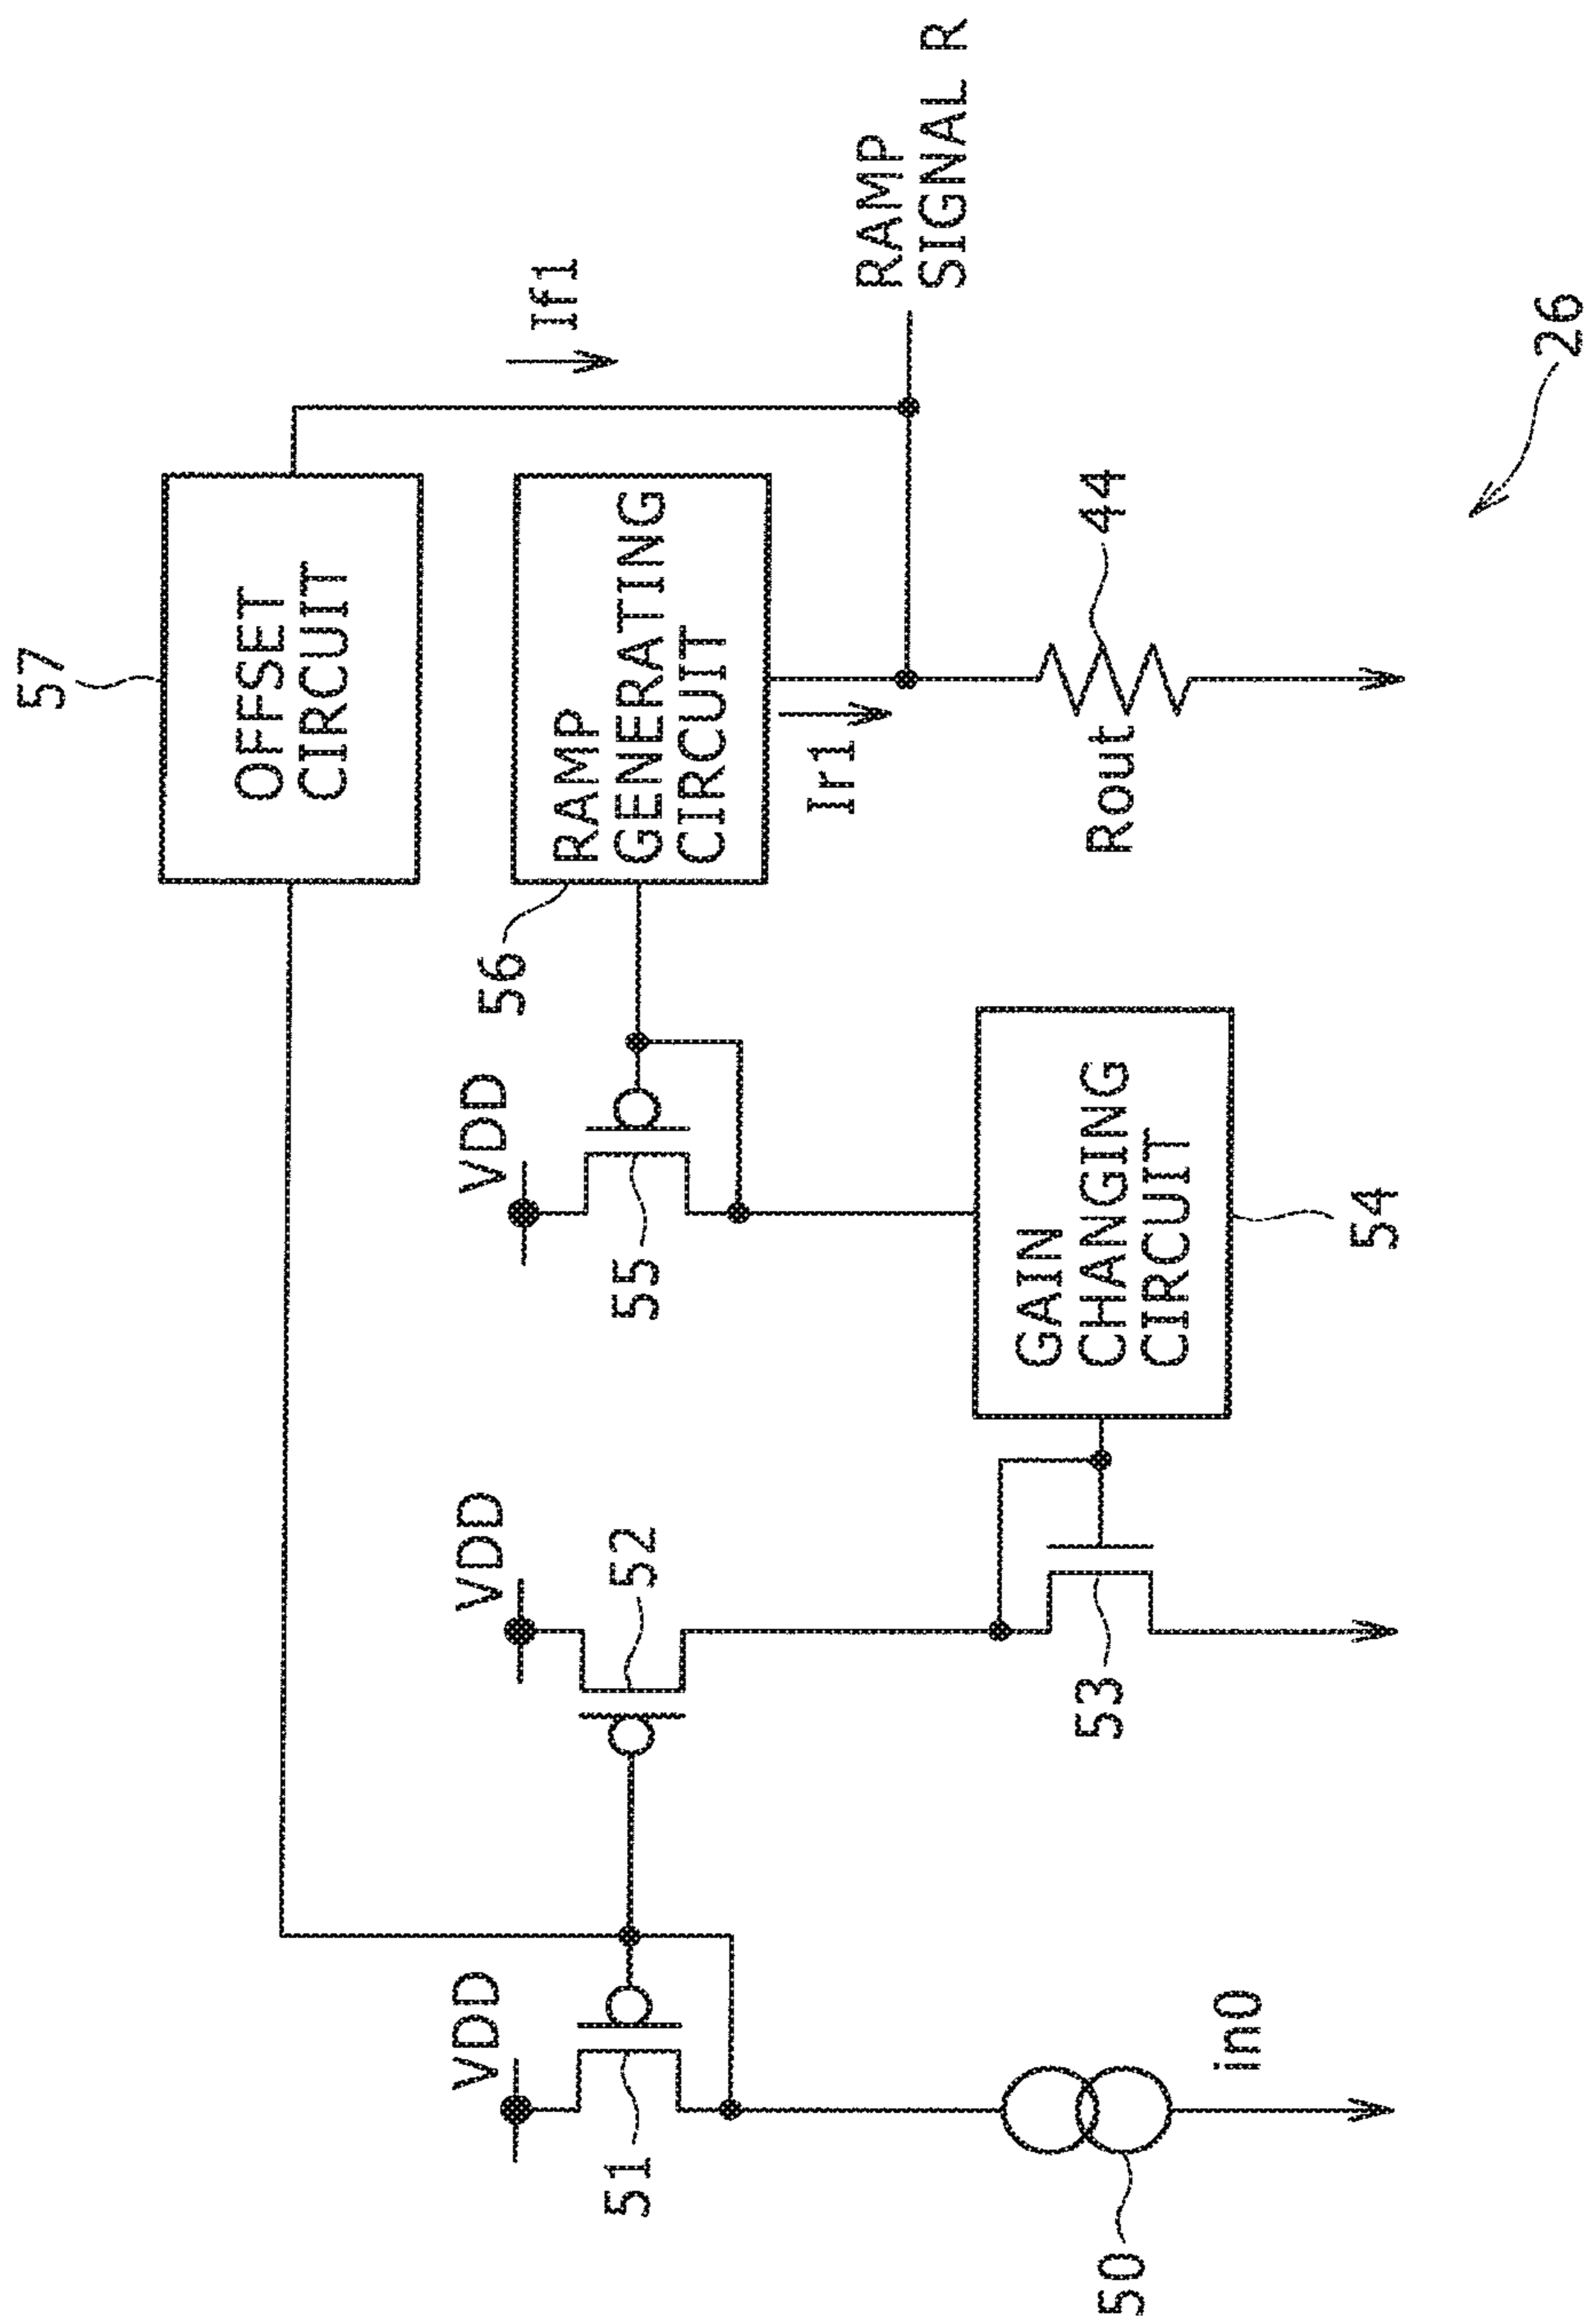 57
OFFSET
CIRCUIT
If1
VDD
VDD
VDD
56
RAMP
GENERATING
CIRCUIT
51
52
55
Ir1
RAMP
SIGNAL R
GAIN
CHANGING
CIRCUIT
Rout
44
50
in0
53
54
26